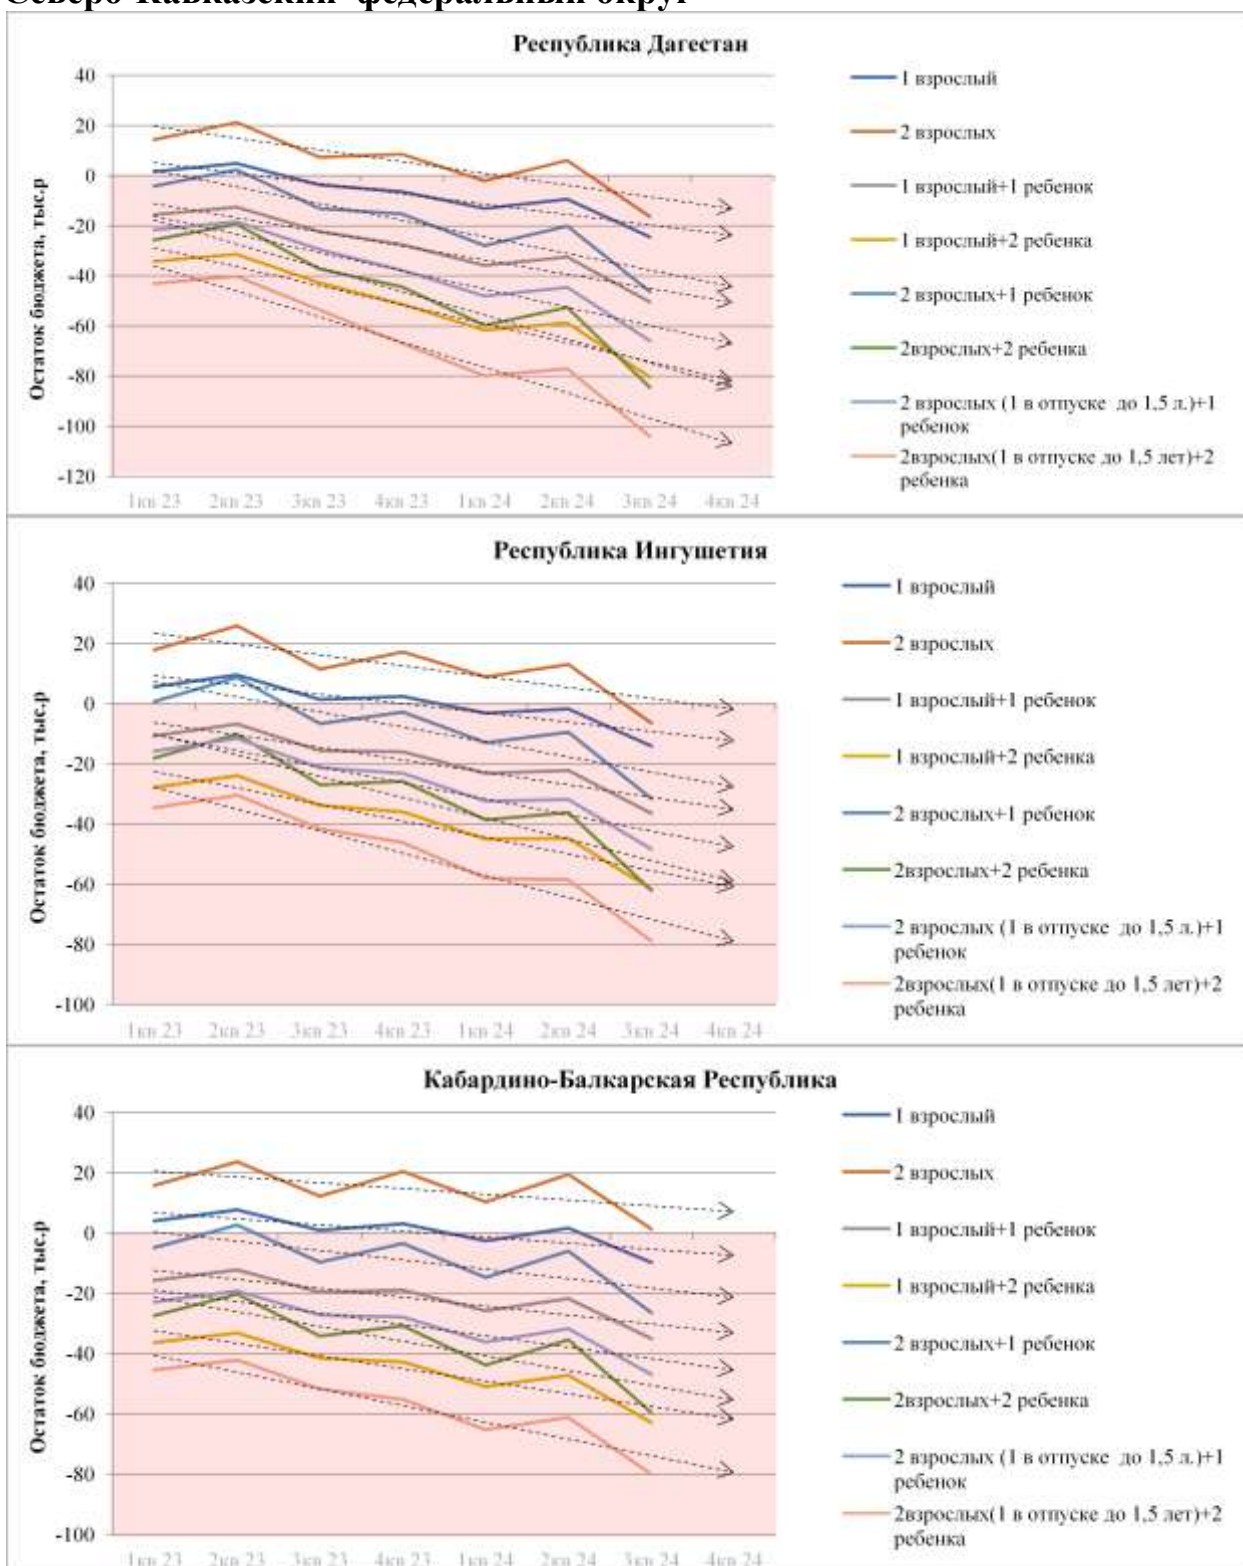 Северо-Кавказский федеральный округ
Республика Дагестан
Остаток бюджета, тыс.р
40
20
0
-20
-40
-60
-80
-100
-120
1кв 23 2кв 23 3кв 23 4кв 23 1кв 24 2кв 24 3кв 24 4кв 24
1 взрослый
2 взрослых
1 взрослый+1 ребенок
1 взрослый+2 ребенка
2 взрослых+1 ребенок
2взрослых+2 ребенка
2 взрослых (1 в отпуске до 1,5 л.)+1
ребенок
2взрослых(1 в отпуске до 1,5 лет)+2
ребенка
Республика Ингушетия
Остаток бюджета, тыс.р
40
20
0
-20
-40
-60
-80
-100
1кв 23 2кв 23 3кв 23 4кв 23 1кв 24 2кв 24 3кв 24 4кв 24
1 взрослый
2 взрослых
1 взрослый+1 ребенок
1 взрослый+2 ребенка
2 взрослых+1 ребенок
2взрослых+2 ребенка
2 взрослых (1 в отпуске до 1,5 л.)+1
ребенок
2взрослых(1 в отпуске до 1,5 лет)+2
ребенка
Кабардино-Балкарская Республика
Остаток бюджета, тыс.р
40
20
0
-20
-40
-60
-80
-100
1кв 23 2кв 23 3кв 23 4кв 23 1кв 24 2кв 24 3кв 24 4кв 24
1 взрослый
2 взрослых
1 взрослый+1 ребенок
1 взрослый+2 ребенка
2 взрослых+1 ребенок
2взрослых+2 ребенка
2 взрослых (1 в отпуске до 1,5 л.)+1
ребенок
2взрослых(1 в отпуске до 1,5 лет)+2
ребенка